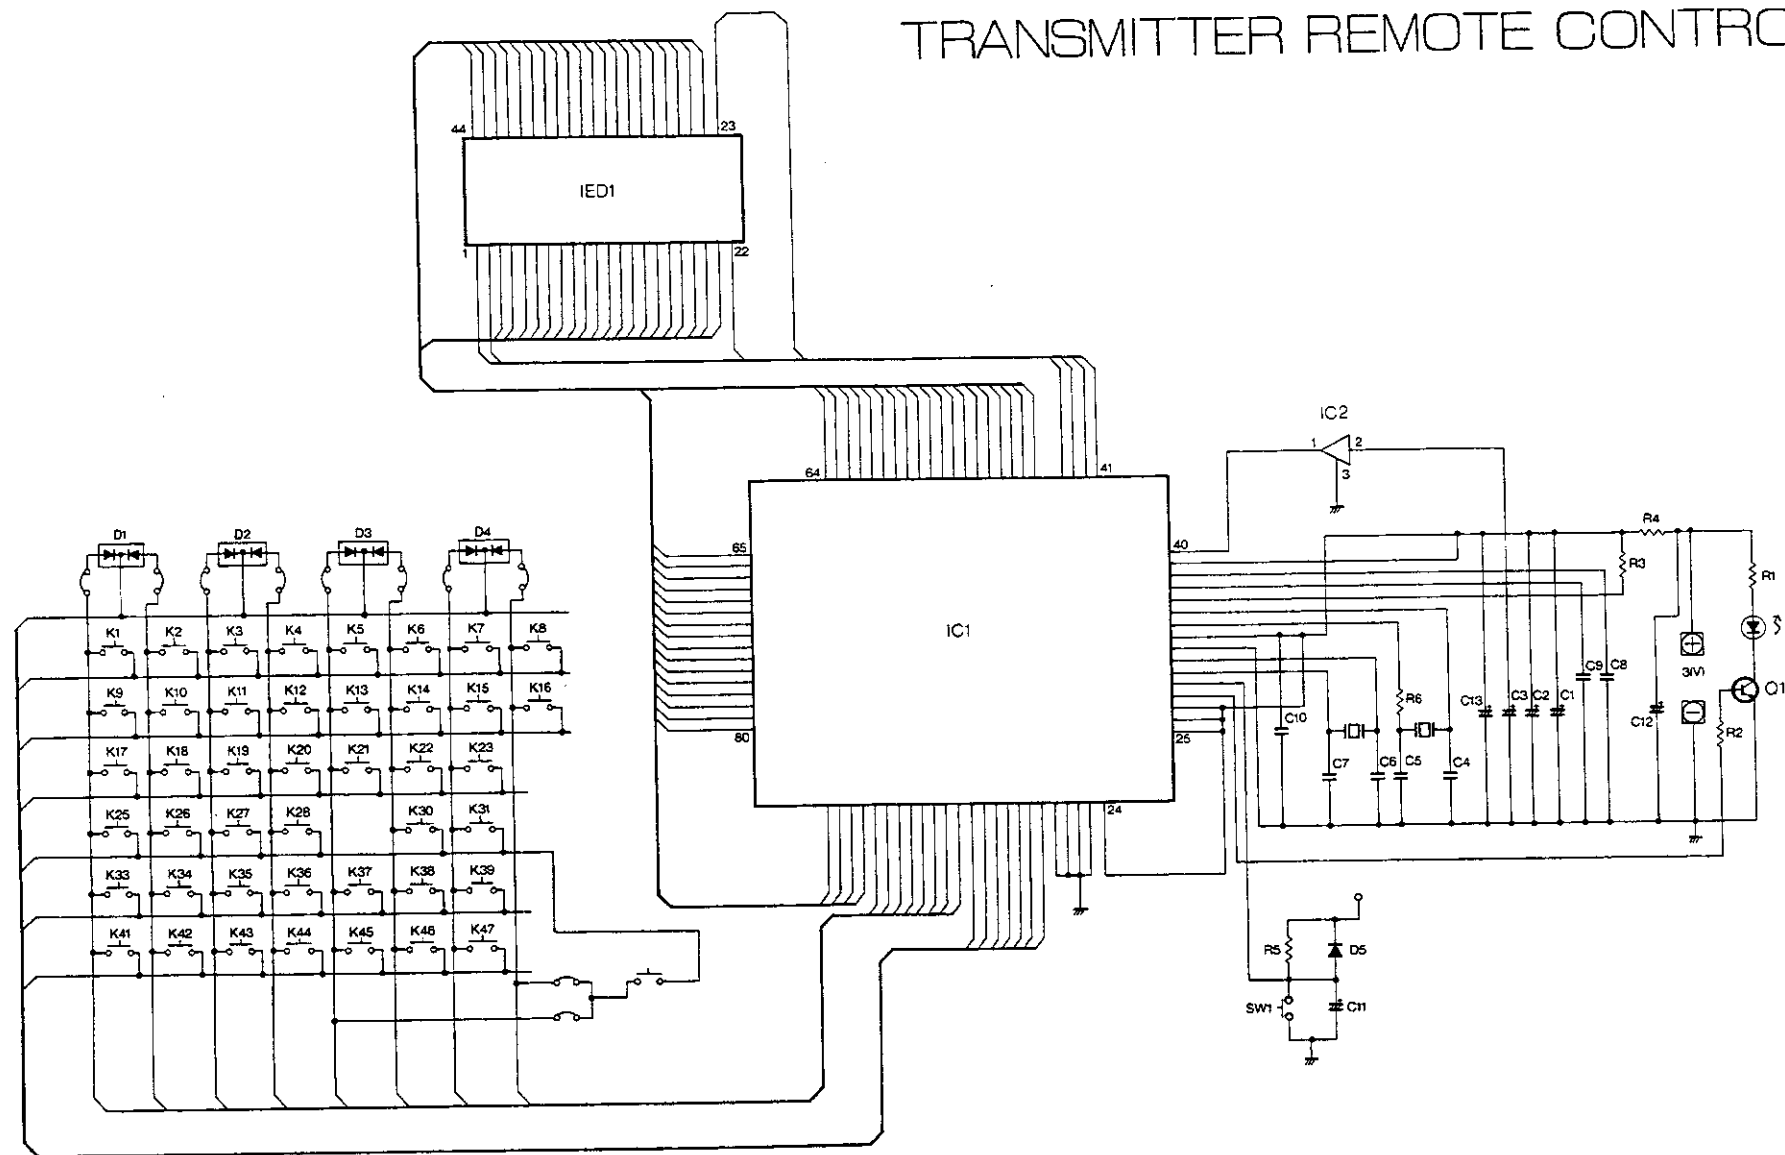 TRANSMITTER REMOTE CONTRO
44
23
IED1
1
22
IC2
1
2
3
64
41
D1
D2
D3
D4
65
40
R4
R3
R1
K1
K2
K3
K4
K5
K6
K7
K8
IC1
C9
C8
3(V)
Q1
K9
K10
K11
K12
K13
K14
K15
K16
R6
C10
C13
C3
C2
C1
C12
R2
80
25
K17
K18
K19
K20
K21
K22
K23
C7
C6
C5
C4
24
K25
K26
K27
K28
K30
K31
K33
K34
K35
K36
K37
K38
K39
K41
K42
K43
K44
K45
K46
K47
R5
D5
SW1
C11